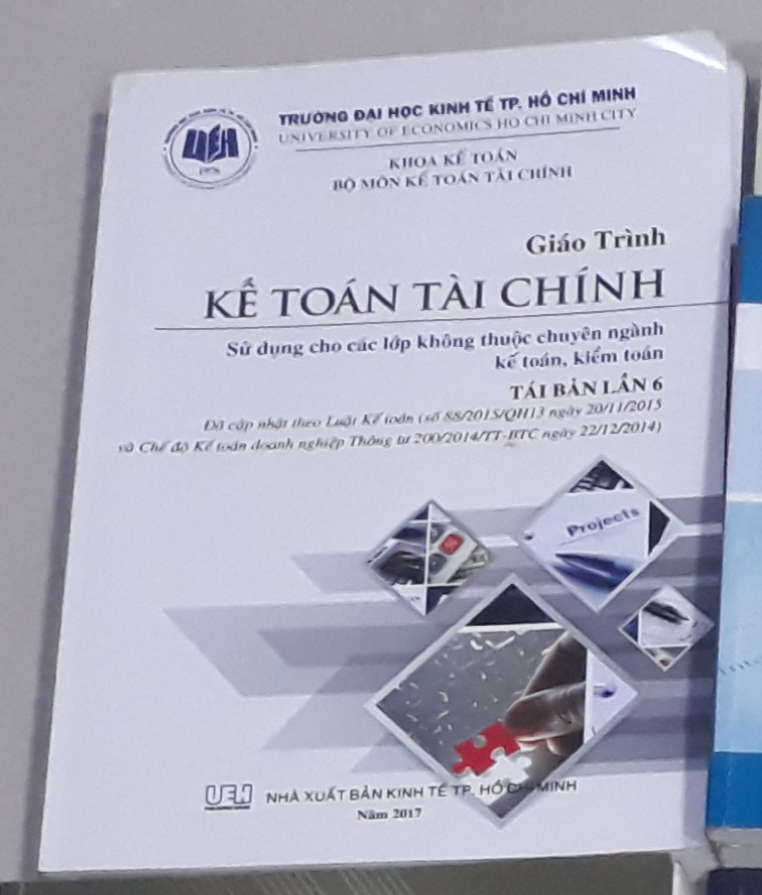 UEH
1976
TRƯỜNG ĐẠI HỌC KINH TẾ TP. HỒ CHÍ MINH
UNIVERSITY OF ECONOMICS HO CHI MINH CITY
KHOA KẾ TOÁN
BỘ MÔN KẾ TOÁN TÀI CHÍNH
Giáo Trình
KẾ TOÁN TÀI CHÍNH
Sử dụng cho các lớp không thuộc chuyên ngành
kế toán, kiểm toán
TÁI BẢN LẦN 6
Đã cập nhật theo Luật Kế toán (số 88/2015/QH13 ngày 20/11/2015
và Chế độ Kế toán doanh nghiệp Thông tư 200/2014/TT-BTC ngày 22/12/2014)
Projects
UEH NHÀ XUẤT BẢN KINH TẾ TP. HỒ CHÍ MINH
Năm 2017